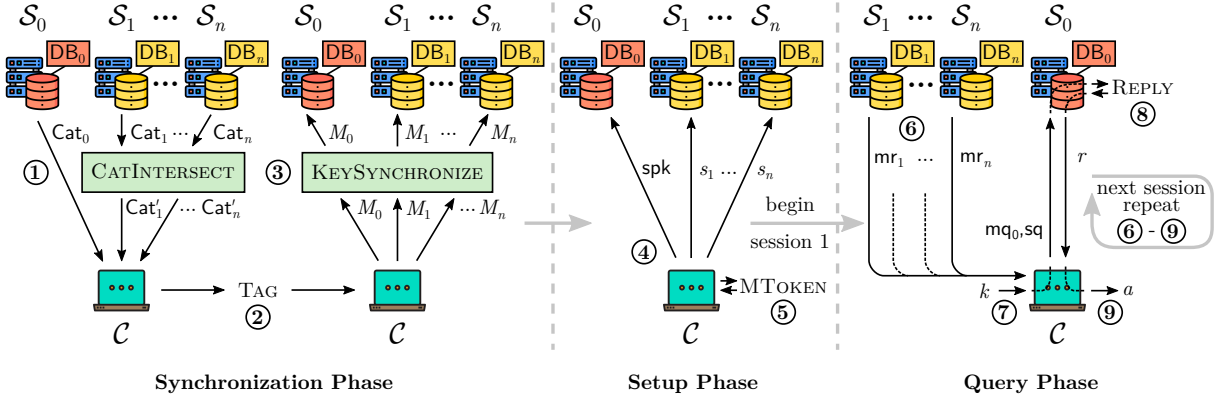 S₀ S₁ ⋯ Sₙ
DB₀ DB₁ DBₙ
Cat₀ Cat₁ ⋯ Catₙ
①
CATINTERSECT
Cat′₁ ⋯ Cat′ₙ
C
TAG
②
DB₀ DB₁ DBₙ
M₀ M₁ ⋯ Mₙ
③
KEYSYNCHRONIZE
M₀ M₁ ⋯ Mₙ
C
Synchronization Phase
S₀ S₁ ⋯ Sₙ
DB₀ DB₁ DBₙ
spk s₁ ... sₙ
④
MTOKEN
⑤
C
begin
session 1
Setup Phase
S₁ ⋯ Sₙ S₀
DB₁ DBₙ DB₀
REPLY
⑧
⑥
mr₁ ... mrₙ
r
mq₀,sq
next session
repeat
⑥ - ⑨
k a
⑦ ⑨
C
Query Phase